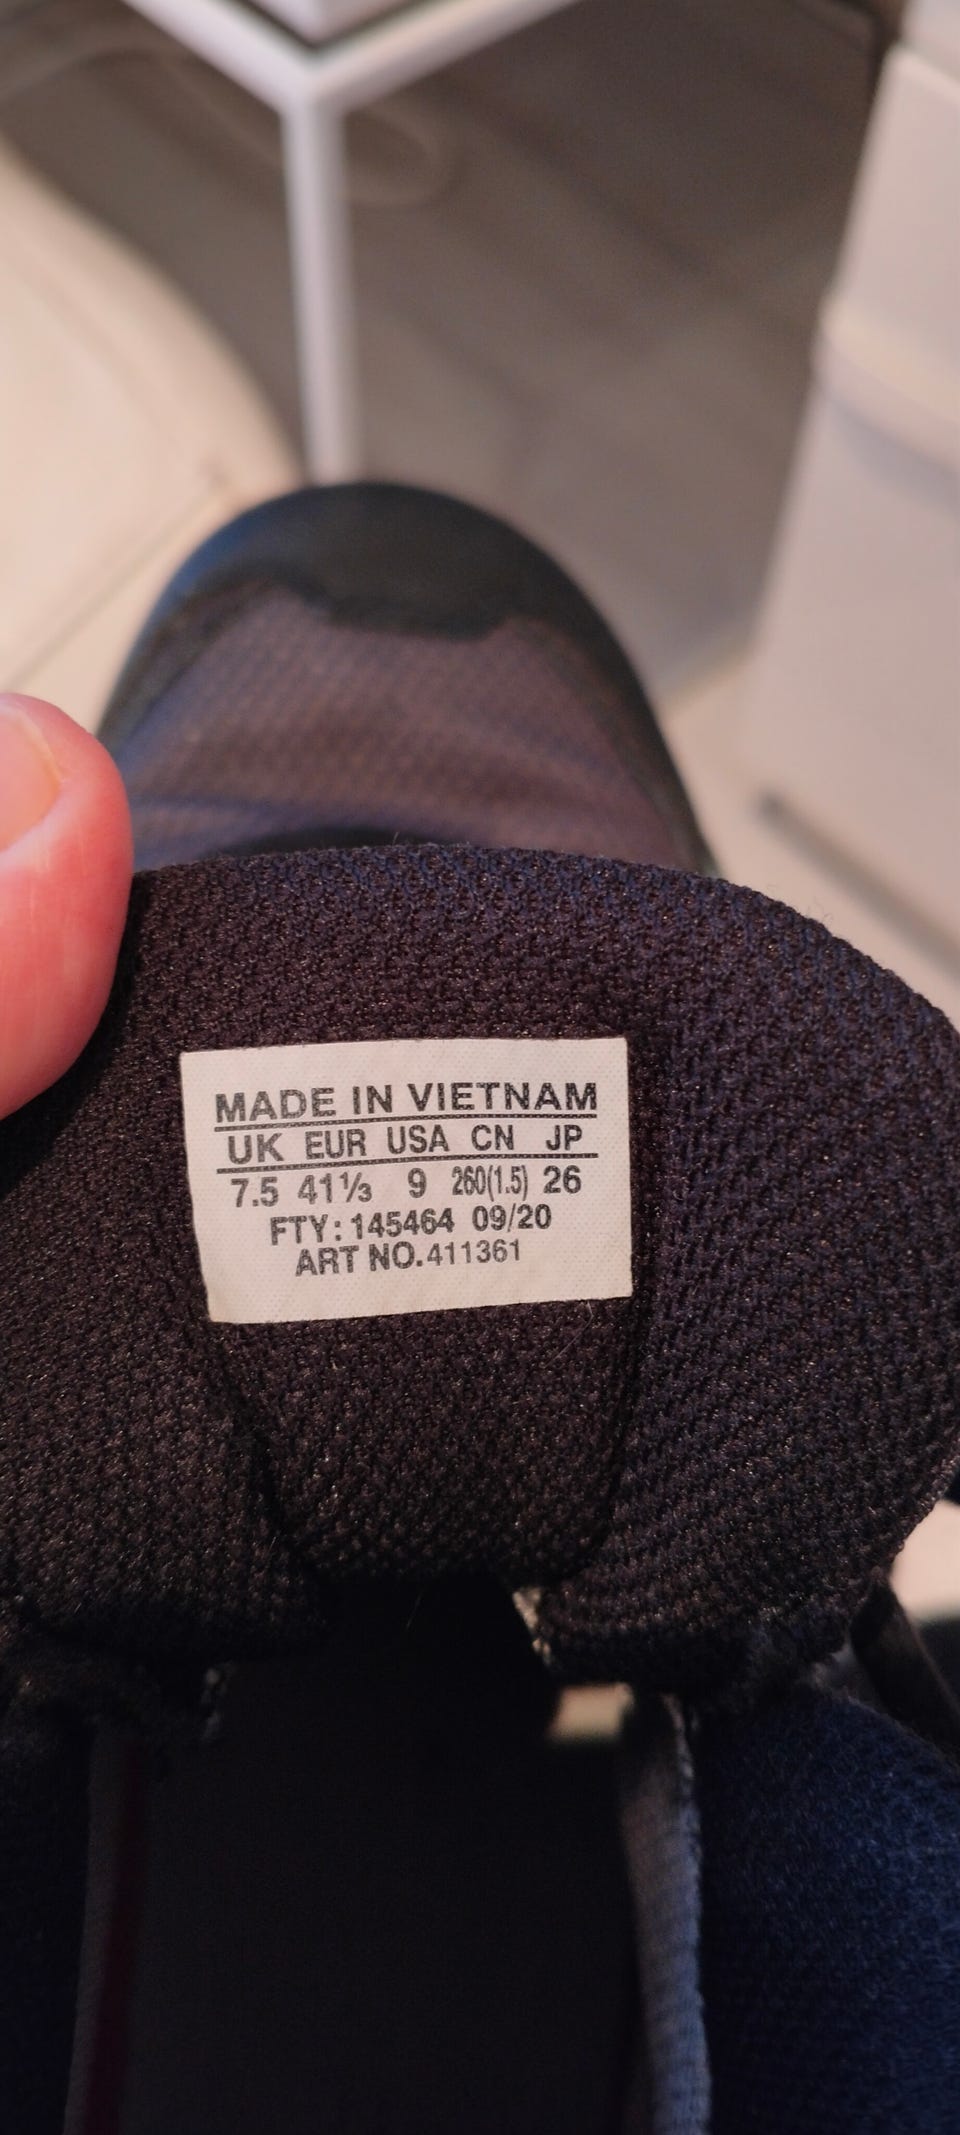 MADE IN VIETNAM
UK EUR USA CN JP
7.5 41⅓ 9 260(1.5) 26
FTY: 145464 09/20
ART NO.411361